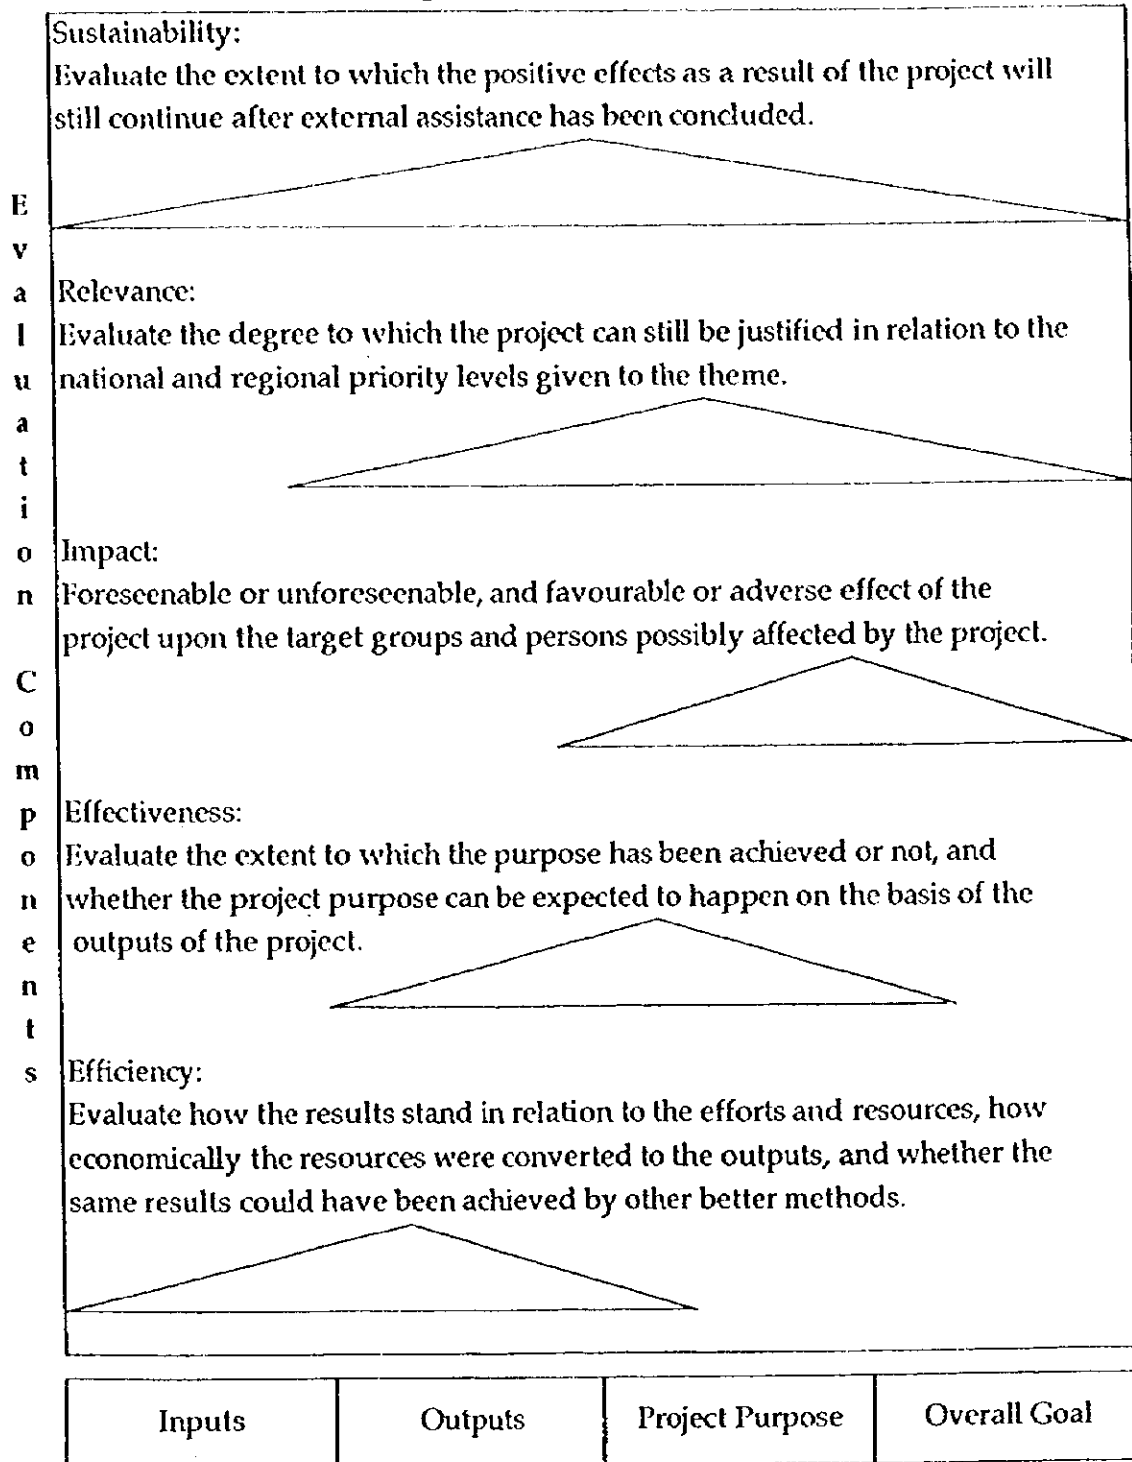 Sustainability:
Evaluate the extent to which the positive effects as a result of the project will
still continue after external assistance has been concluded.
Evaluation Components
Relevance:
Evaluate the degree to which the project can still be justified in relation to the
national and regional priority levels given to the theme.
Impact:
Foreseenable or unforeseenable, and favourable or adverse effect of the
project upon the target groups and persons possibly affected by the project.
Effectiveness:
Evaluate the extent to which the purpose has been achieved or not, and
whether the project purpose can be expected to happen on the basis of the
outputs of the project.
Efficiency:
Evaluate how the results stand in relation to the efforts and resources, how
economically the resources were converted to the outputs, and whether the
same results could have been achieved by other better methods.
Inputs Outputs Project Purpose Overall Goal